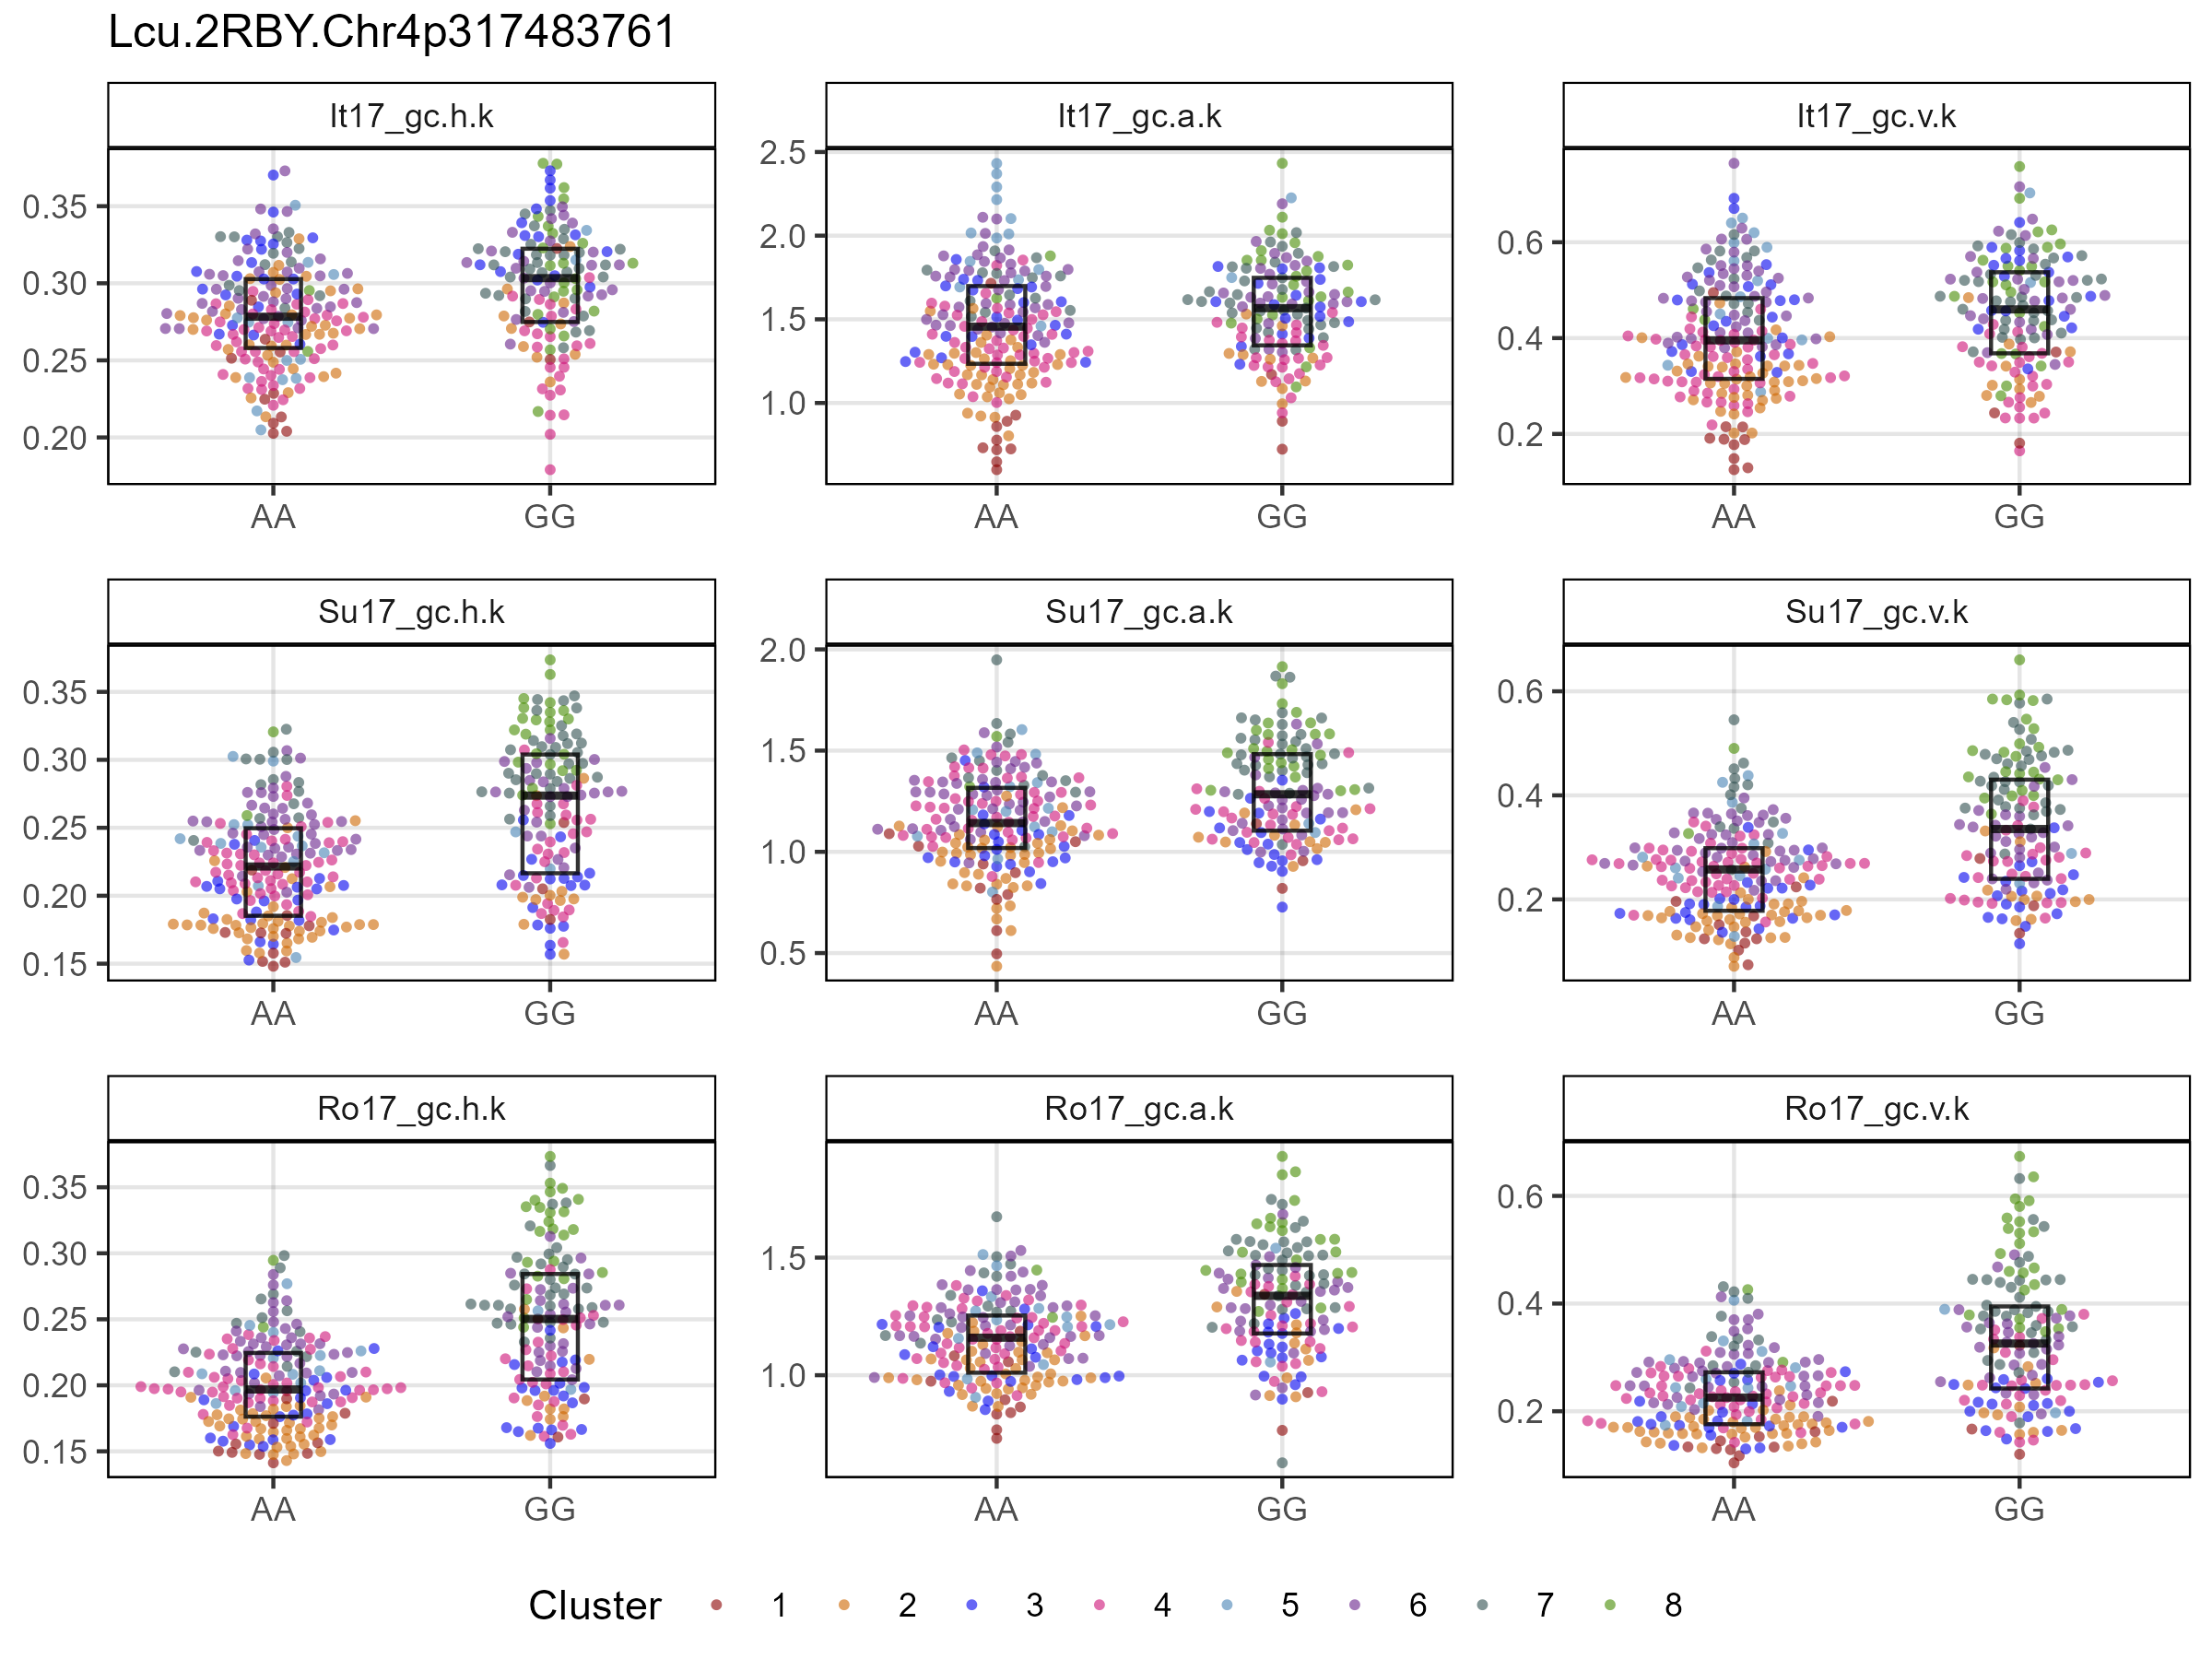 Lcu.2RBY.Chr4p317483761
It17_gc.h.k
It17_gc.a.k
It17_gc.v.k
0.35
0.30
0.25
0.20
AA
GG
2.5
2.0
1.5
1.0
AA
GG
0.6
0.4
0.2
AA
GG
Su17_gc.h.k
Su17_gc.a.k
Su17_gc.v.k
0.35
0.30
0.25
0.20
0.15
AA
GG
2.0
1.5
1.0
0.5
AA
GG
0.6
0.4
0.2
AA
GG
Ro17_gc.h.k
Ro17_gc.a.k
Ro17_gc.v.k
0.35
0.30
0.25
0.20
0.15
AA
GG
1.5
1.0
AA
GG
0.6
0.4
0.2
AA
GG
Cluster 1 2 3 4 5 6 7 8